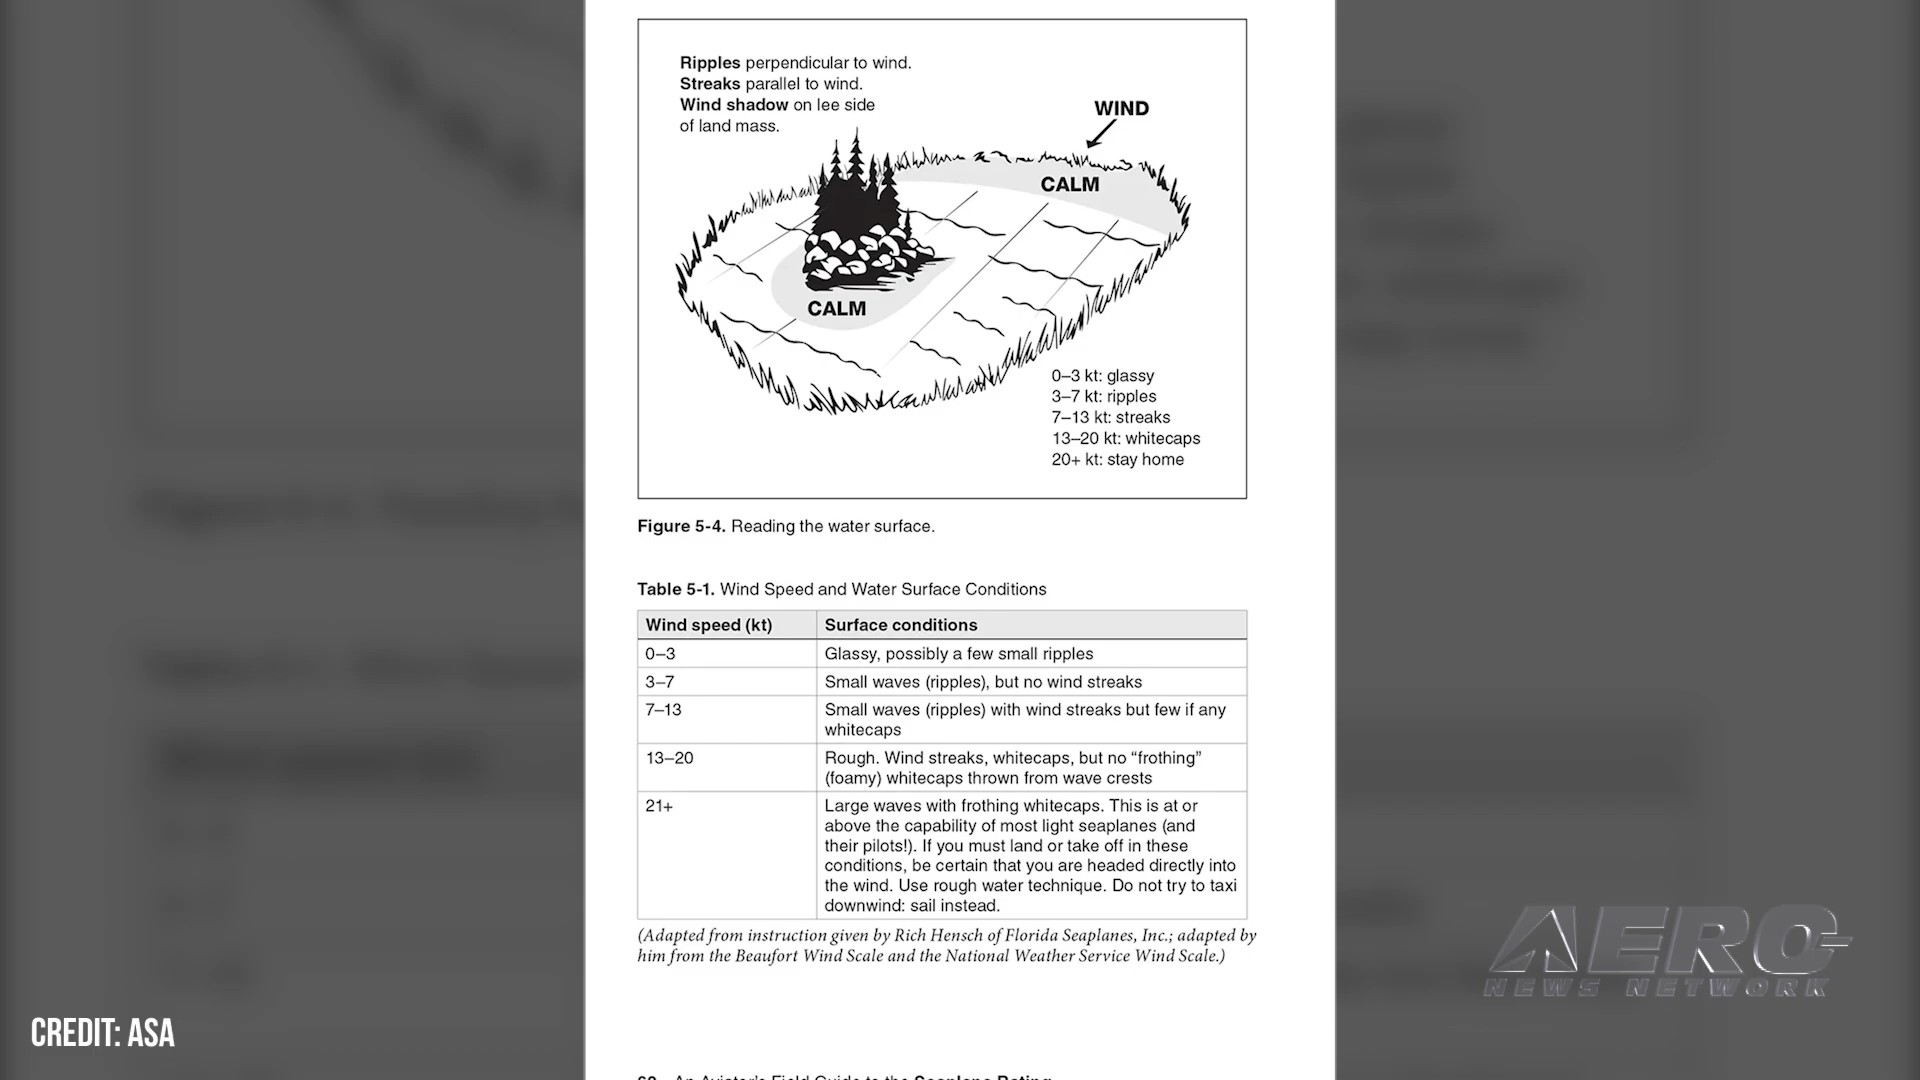 Ripples perpendicular to wind.
Streaks parallel to wind.
Wind shadow on lee side
of land mass.
WIND
CALM
CALM
0–3 kt: glassy
3–7 kt: ripples
7–13 kt: streaks
13–20 kt: whitecaps
20+ kt: stay home
Figure 5-4. Reading the water surface.
Table 5-1. Wind Speed and Water Surface Conditions
Wind speed (kt) Surface conditions
0–3 Glassy, possibly a few small ripples
3–7 Small waves (ripples), but no wind streaks
7–13 Small waves (ripples) with wind streaks but few if any
whitecaps
13–20 Rough. Wind streaks, whitecaps, but no “frothing”
(foamy) whitecaps thrown from wave crests
21+ Large waves with frothing whitecaps. This is at or
above the capability of most light seaplanes (and
their pilots!). If you must land or take off in these
conditions, be certain that you are headed directly into
the wind. Use rough water technique. Do not try to taxi
downwind: sail instead.
(Adapted from instruction given by Rich Hensch of Florida Seaplanes, Inc.; adapted by
him from the Beaufort Wind Scale and the National Weather Service Wind Scale.)
An Aviator's Field Guide to the Seaplane Rating
AERO
NEWS NETWORK
CREDIT: ASA